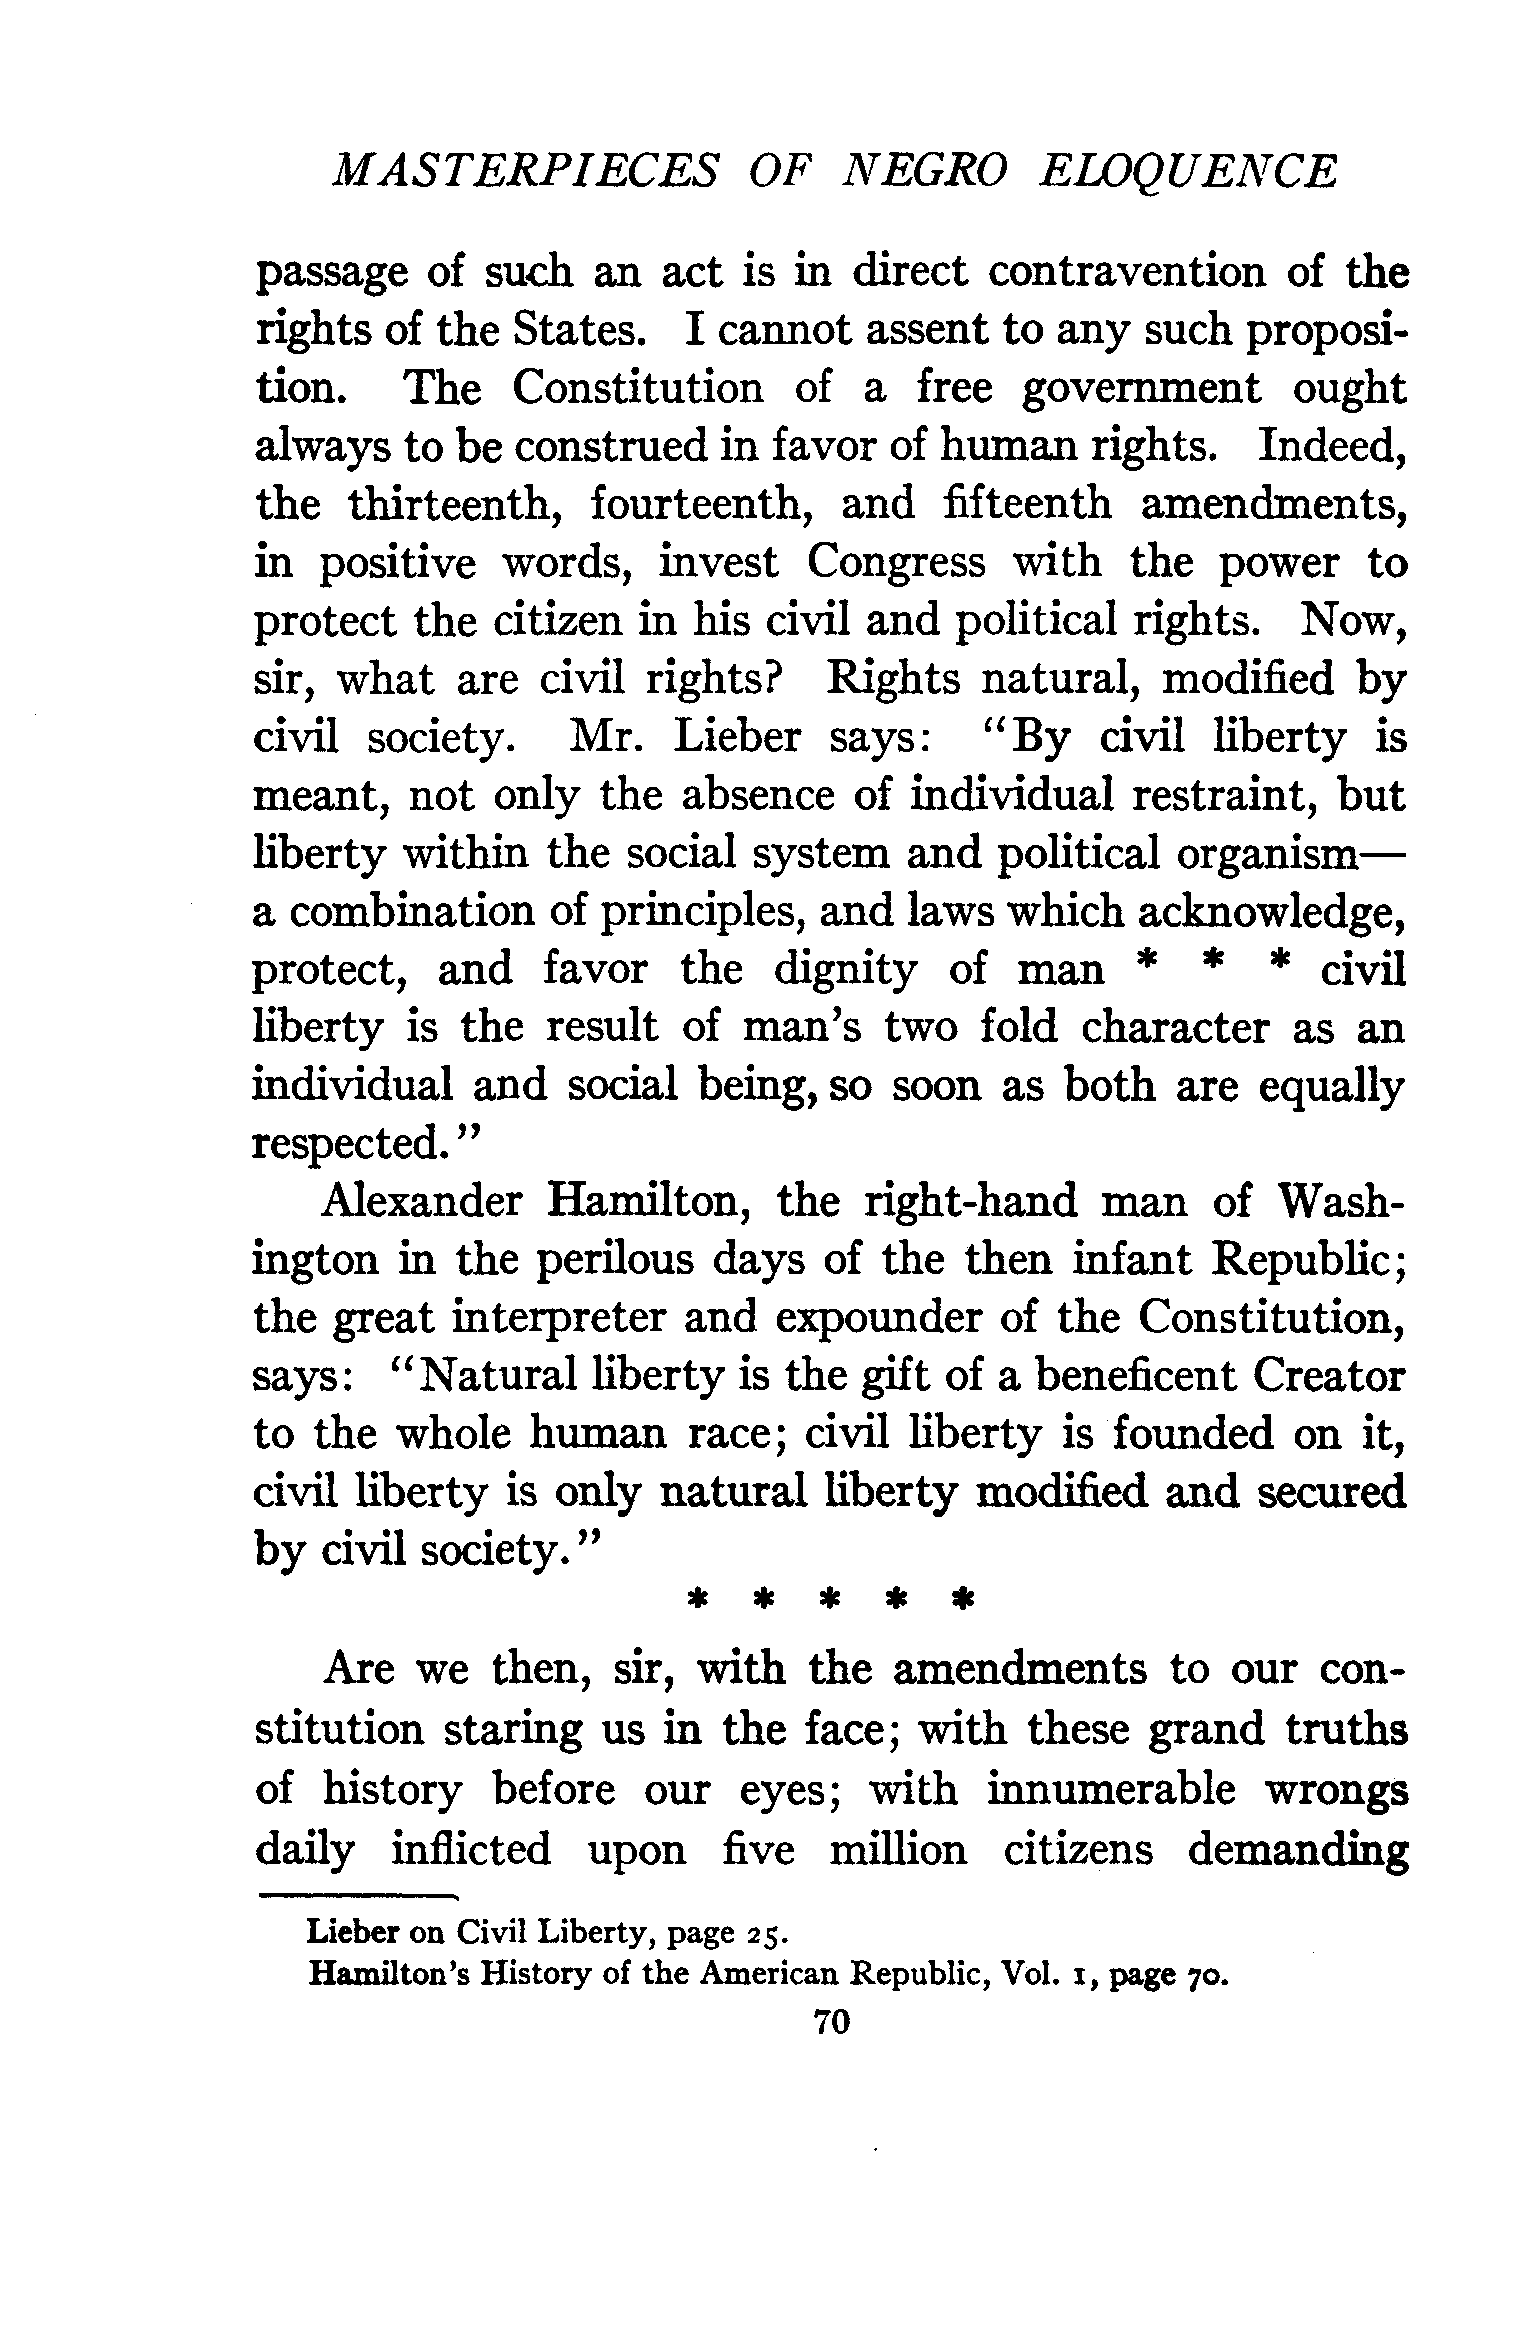 MASTERPIECES OF NEGRO ELOQUENCE
passage of such an act is in direct contravention of the
rights of the States. I cannot assent to any such proposi-
tion. The Constitution of a free government ought
always to be construed in favor of human rights. Indeed,
the thirteenth, fourteenth, and fifteenth amendments,
in positive words, invest Congress with the power to
protect the citizen in his civil and political rights. Now,
sir, what are civil rights? Rights natural, modified by
civil society. Mr. Lieber says: "By civil liberty is
meant, not only the absence of individual restraint, but
liberty within the social system and political organism—
a combination of principles, and laws which acknowledge,
protect, and favor the dignity of man * * * civil
liberty is the result of man's two fold character as an
individual and social being, so soon as both are equally
respected."
Alexander Hamilton, the right-hand man of Wash-
ington in the perilous days of the then infant Republic;
the great interpreter and expounder of the Constitution,
says: "Natural liberty is the gift of a beneficent Creator
to the whole human race; civil liberty is founded on it,
civil liberty is only natural liberty modified and secured
by civil society."
* * * * *
Are we then, sir, with the amendments to our con-
stitution staring us in the face; with these grand truths
of history before our eyes; with innumerable wrongs
daily inflicted upon five million citizens demanding
Lieber on Civil Liberty, page 25.
Hamilton's History of the American Republic, Vol. 1, page 70.
70